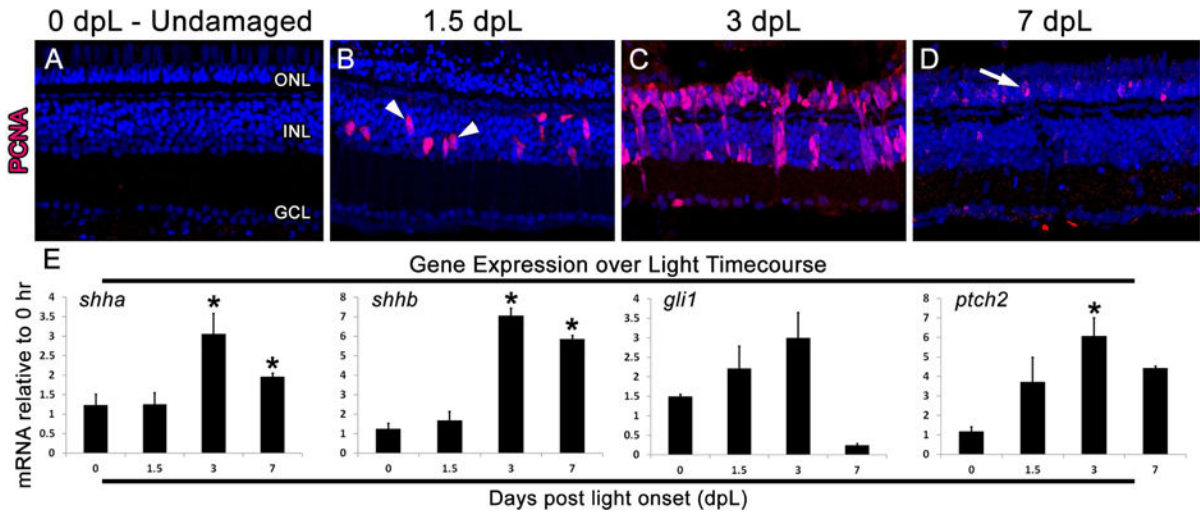 0 dpL - Undamaged 1.5 dpL 3 dpL 7 dpL
PCNA
A B C D
ONL
INL
GCL
E Gene Expression over Light Timecourse
mRNA relative to 0 hr
shha shhb gli1 ptch2
4
3.5
3
2.5
2
1.5
1
0.5
0
* *
0 1.5 3 7
8
7
6
5
4
3
2
1
0
* *
0 1.5 3 7
4
3.5
3
2.5
2
1.5
1
0.5
0
0 1.5 3 7
8
7
6
5
4
3
2
1
0
*
0 1.5 3 7
Days post light onset (dpL)